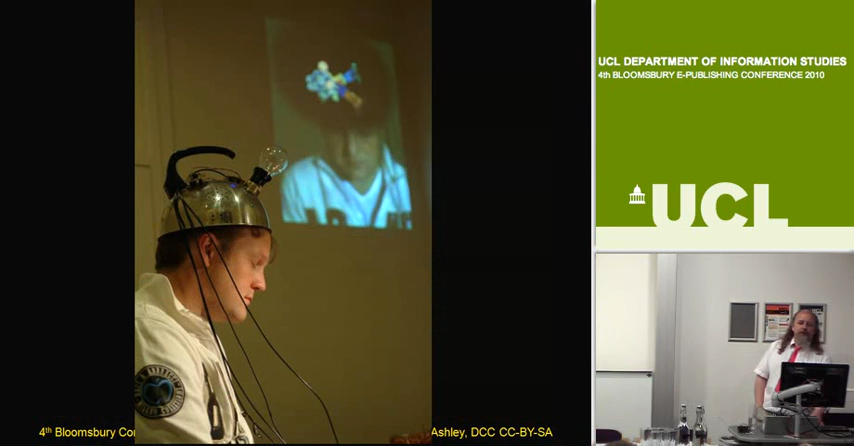 UCL DEPARTMENT OF INFORMATION STUDIES
4th BLOOMSBURY E-PUBLISHING CONFERENCE 2010
UCL
4th Bloomsbury Co
Ashley, DCC CC-BY-SA